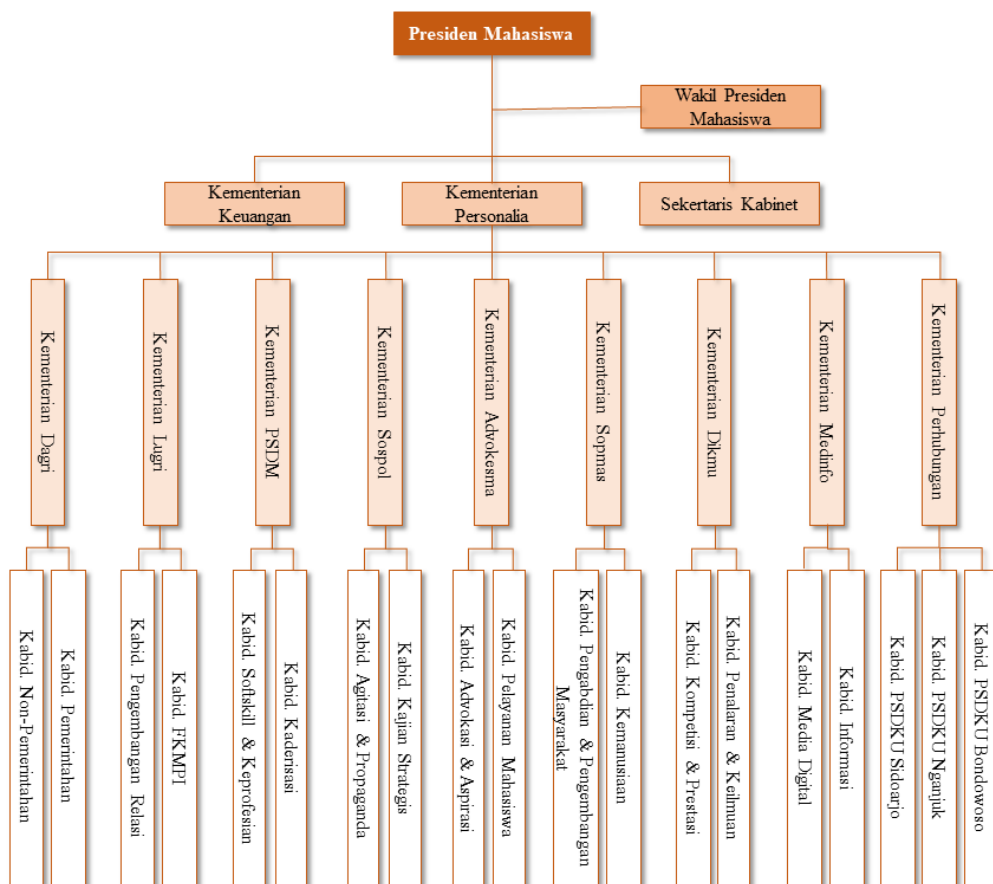 Presiden Mahasiswa
Wakil Presiden
Mahasiswa
Kementerian
Keuangan
Kementerian
Personalia
Sekertaris Kabinet
Kementerian Dagri
Kementerian Lugri
Kementerian PSDM
Kementerian Sospol
Kementerian Advokesma
Kementerian Sopmas
Kementerian Dikmu
Kementerian Medinfo
Kementerian Perhubungan
Kabid. Non-Pemerintahan
Kabid. Pemerintahan
Kabid. Pengembangan Relasi
Kabid. FKMPI
Kabid. Softskill & Keprofesian
Kabid. Kaderisasi
Kabid. Agitasi & Propaganda
Kabid. Kajian Strategis
Kabid. Advokasi & Aspirasi
Kabid. Pelayanan Mahasiswa
Kabid. Pengabdian & Pengembangan
Masyarakat
Kabid. Kemanusiaan
Kabid. Kompetisi & Prestasi
Kabid. Penalaran & Keilmuan
Kabid. Media Digital
Kabid. Informasi
Kabid. PSDKU Sidoarjo
Kabid. PSDKU Nganjuk
Kabid. PSDKU Bondowoso